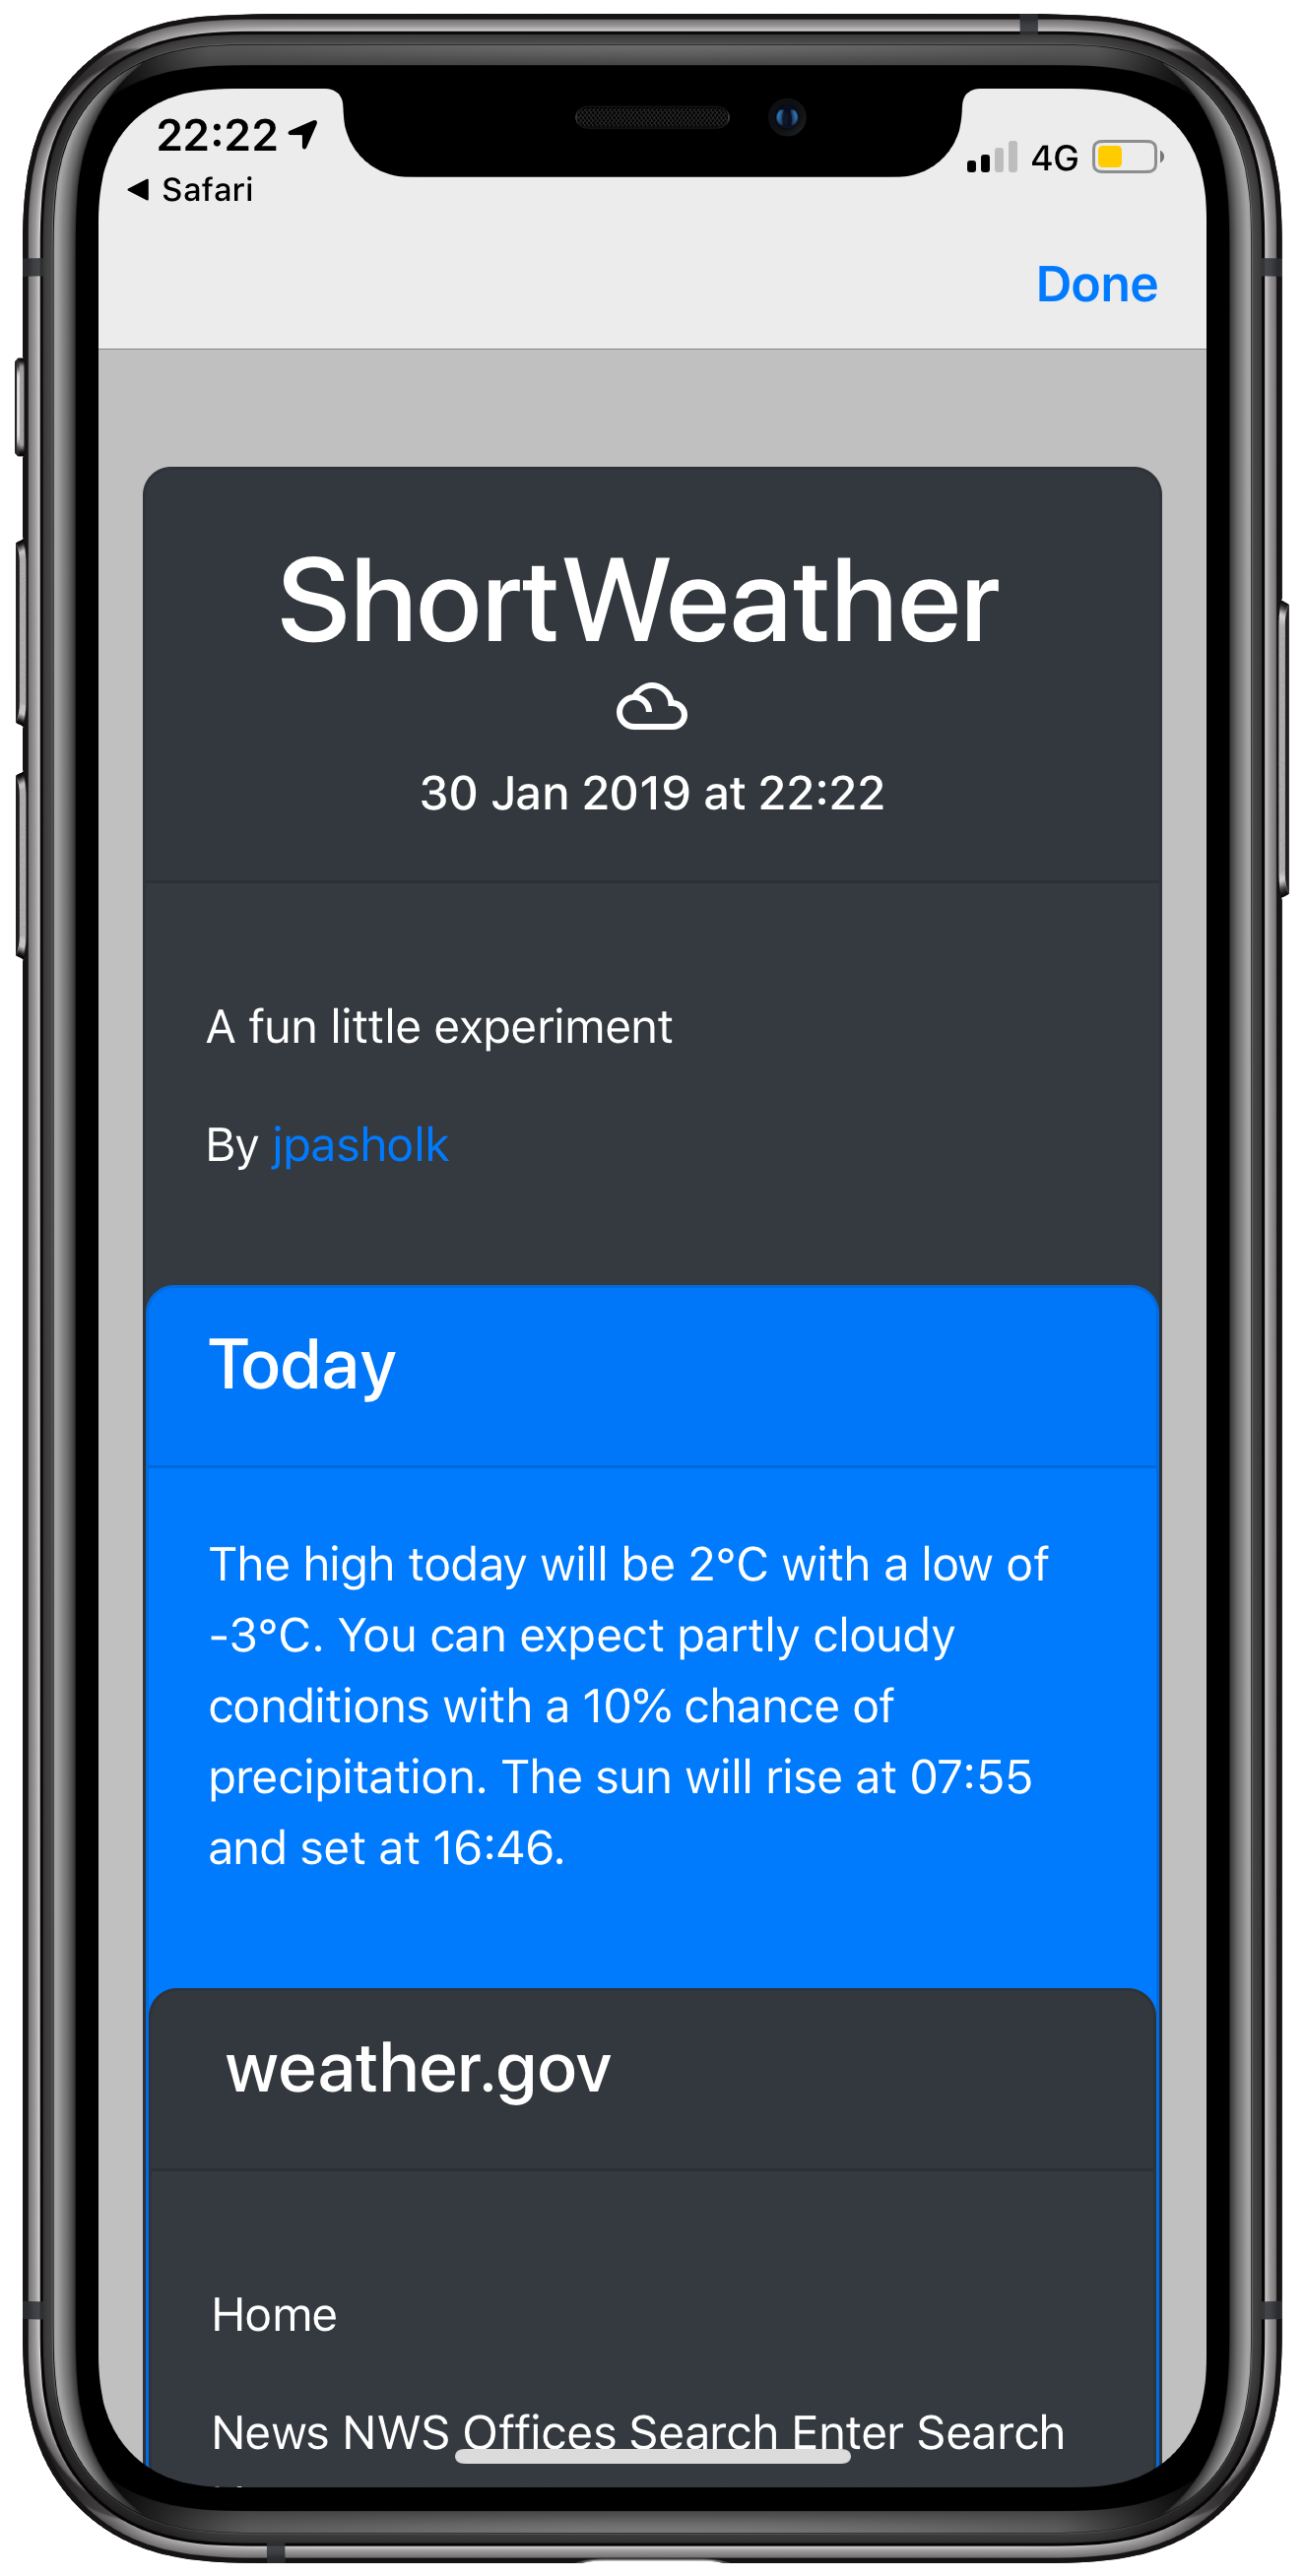 22:22
Safari
4G
Done
ShortWeather
30 Jan 2019 at 22:22
A fun little experiment
By jpasholk
Today
The high today will be 2°C with a low of
-3°C. You can expect partly cloudy
conditions with a 10% chance of
precipitation. The sun will rise at 07:55
and set at 16:46.
weather.gov
Home
News NWS Offices Search Enter Search